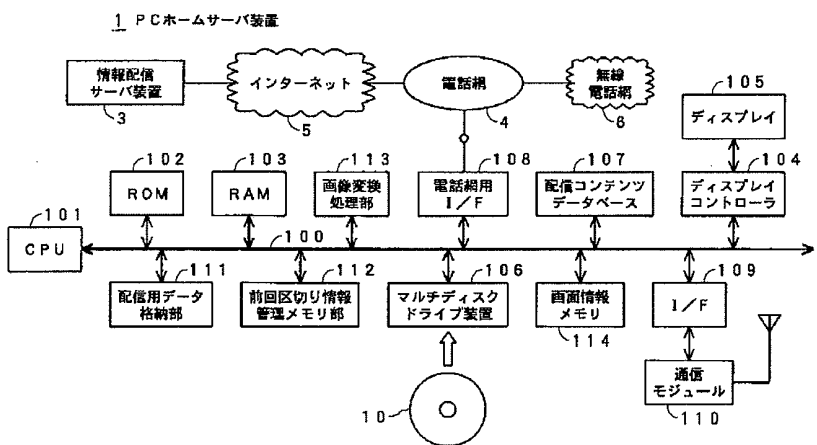 1 PCホームサーバ装置
情報配信
サーバ装置
3
インターネット
5
電話網
4
無線
電話網
6
105
ディスプレイ
102
ROM
103
RAM
113
画像変換
処理部
108
電話網用
I/F
107
配信コンテンツ
データベース
104
ディスプレイ
コントローラ
101
CPU
100
111
配信用データ
格納部
112
前回区切り情報
管理メモリ部
106
マルチディスク
ドライブ装置
画面情報
メモリ
114
109
I/F
通信
モジュール
110
10